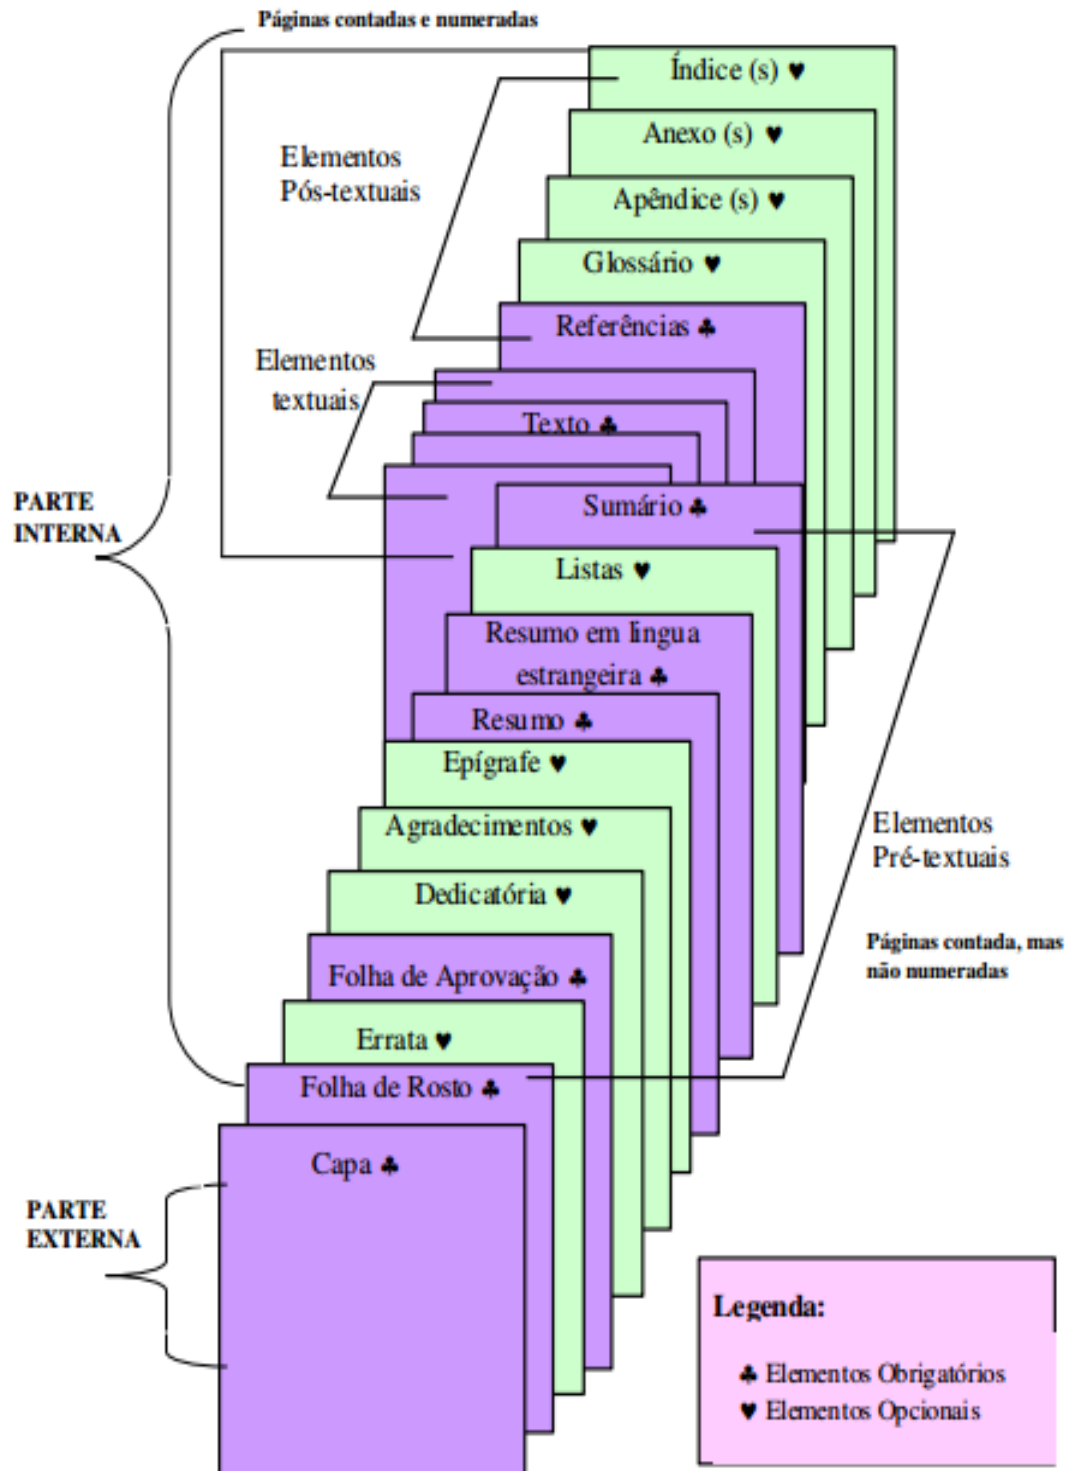 Páginas contadas e numeradas
Índice (s) ♥
Anexo (s) ♥
Elementos
Pós-textuais
Apêndice (s) ♥
Glossário ♥
Referências ♣
Elementos
textuais
Texto ♣
PARTE
INTERNA
Sumário ♣
Listas ♥
Resumo em língua
estrangeira ♣
Resumo ♣
Epígrafe ♥
Agradecimentos ♥
Elementos
Pré-textuais
Dedicatória ♥
Páginas contada, mas
não numeradas
Folha de Aprovação ♣
Errata ♥
Folha de Rosto ♣
Capa ♣
PARTE
EXTERNA
Legenda:
♣ Elementos Obrigatórios
♥ Elementos Opcionais